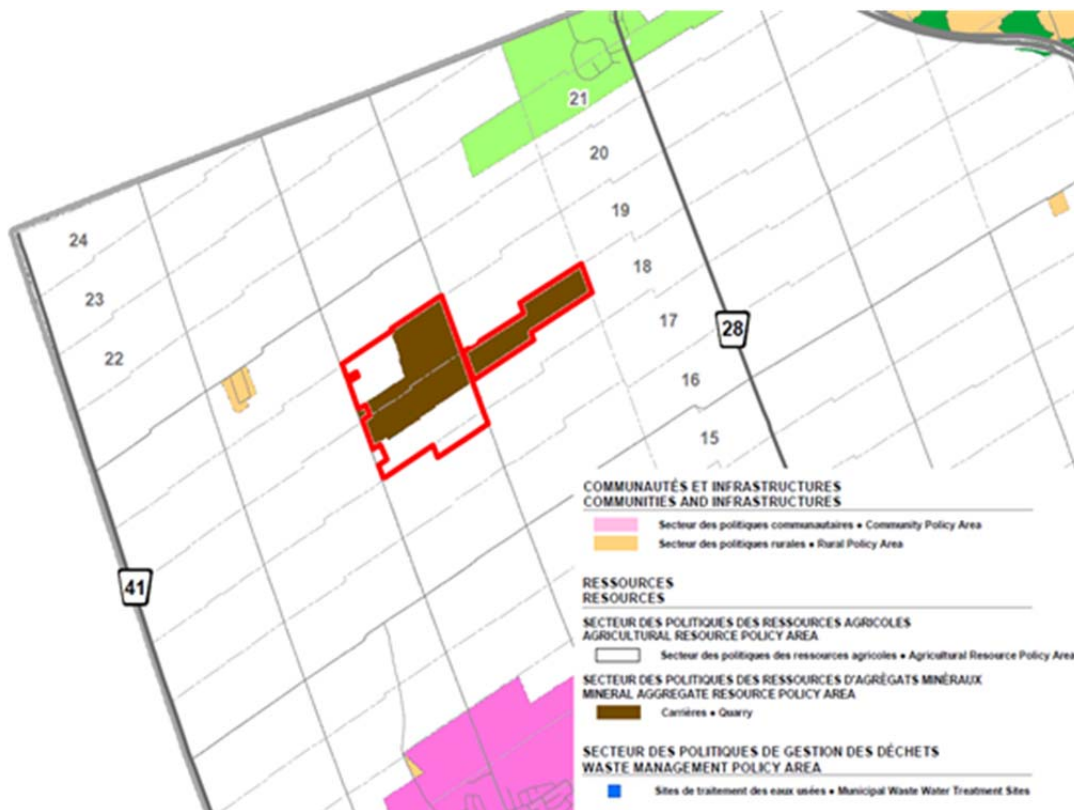 21
20
19
18
17
16
15
24
23
22
28
41
COMMUNAUTÉS ET INFRASTRUCTURES
COMMUNITIES AND INFRASTRUCTURES
Secteur des politiques communautaires • Community Policy Area
Secteur des politiques rurales • Rural Policy Area
RESSOURCES
RESOURCES
SECTEUR DES POLITIQUES DES RESSOURCES AGRICOLES
AGRICULTURAL RESOURCE POLICY AREA
Secteur des politiques des ressources agricoles • Agricultural Resource Policy Area
SECTEUR DES POLITIQUES DES RESSOURCES D'AGRÉGATS MINÉRAUX
MINERAL AGGREGATE RESOURCE POLICY AREA
Carrières • Quarry
SECTEUR DES POLITIQUES DE GESTION DES DÉCHETS
WASTE MANAGEMENT POLICY AREA
Sites de traitement des eaux usées • Municipal Waste Water Treatment Sites